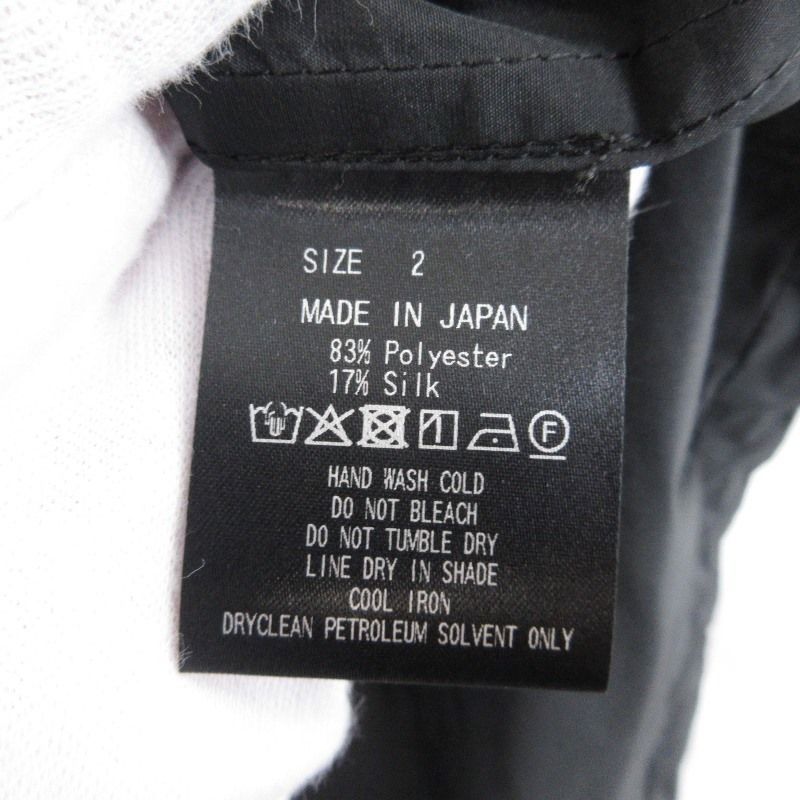 SIZE 2
MADE IN JAPAN
83% Polyester
17% Silk
F
HAND WASH COLD
DO NOT BLEACH
DO NOT TUMBLE DRY
LINE DRY IN SHADE
COOL IRON
DRYCLEAN PETROLEUM SOLVENT ONLY